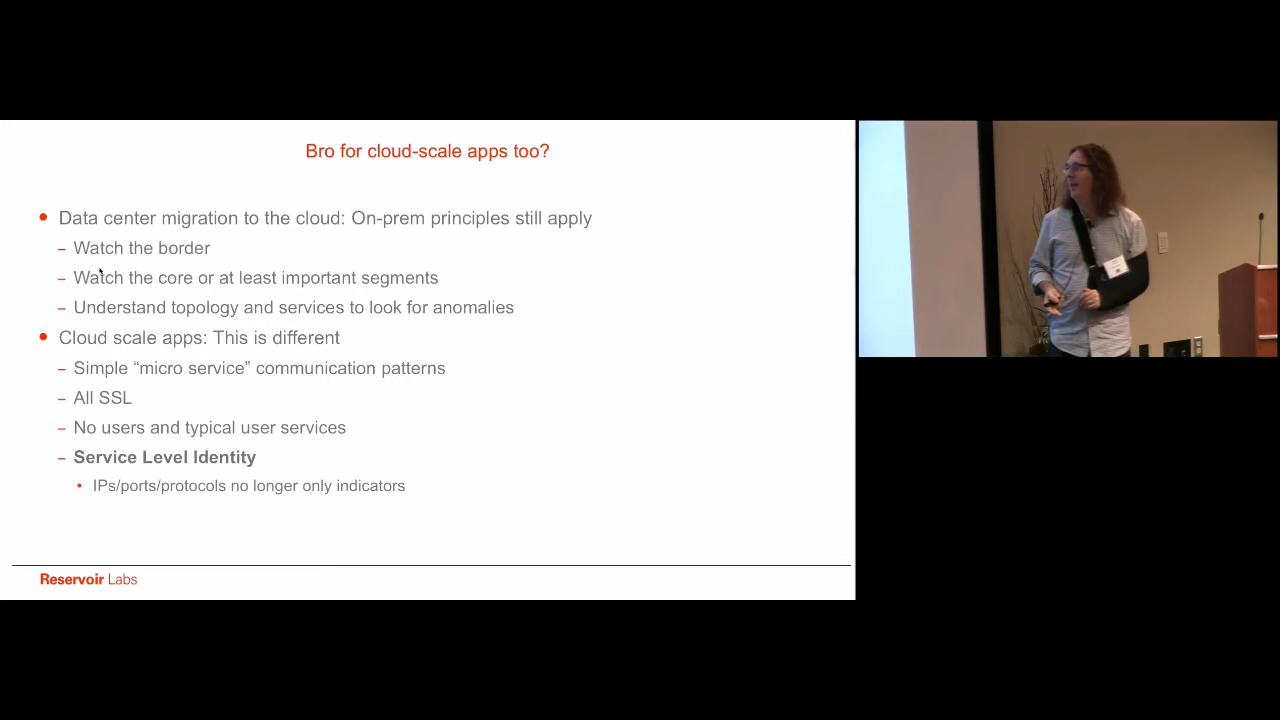 Bro for cloud-scale apps too?
Data center migration to the cloud: On-prem principles still apply
Watch the border
Watch the core or at least important segments
Understand topology and services to look for anomalies
Cloud scale apps: This is different
Simple “micro service” communication patterns
All SSL
No users and typical user services
Service Level Identity
IPs/ports/protocols no longer only indicators
Reservoir Labs